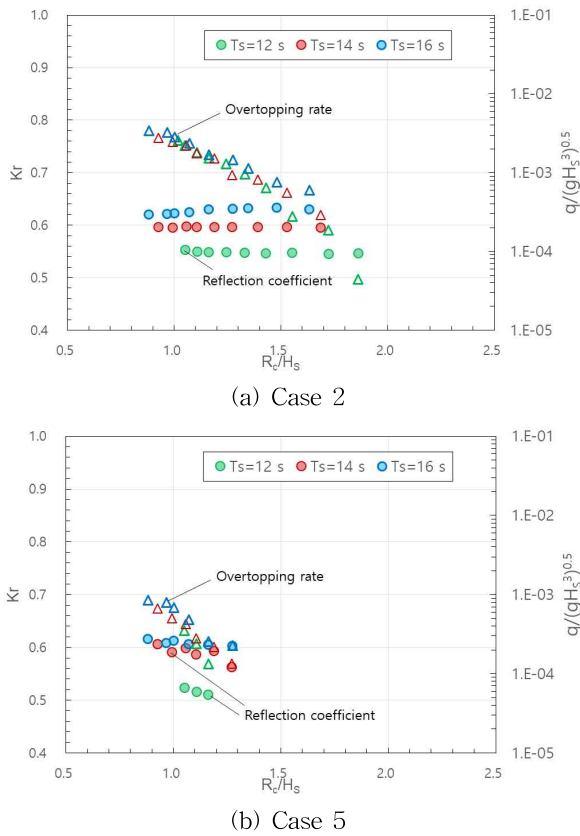 1.0
0.9
0.8
0.7
0.6
0.5
0.4
Kr
1.E-01
1.E-02
1.E-03
1.E-04
1.E-05
q/(gHS3)0.5
Ts=12 s Ts=14 s Ts=16 s
Overtopping rate
Reflection coefficient
0.5 1.0 1.5 2.0 2.5
Rc/HS
(a) Case 2
1.0
0.9
0.8
0.7
0.6
0.5
0.4
Kr
1.E-01
1.E-02
1.E-03
1.E-04
1.E-05
q/(gHS3)0.5
Ts=12 s Ts=14 s Ts=16 s
Overtopping rate
Reflection coefficient
0.5 1.0 1.5 2.0 2.5
Rc/HS
(b) Case 5